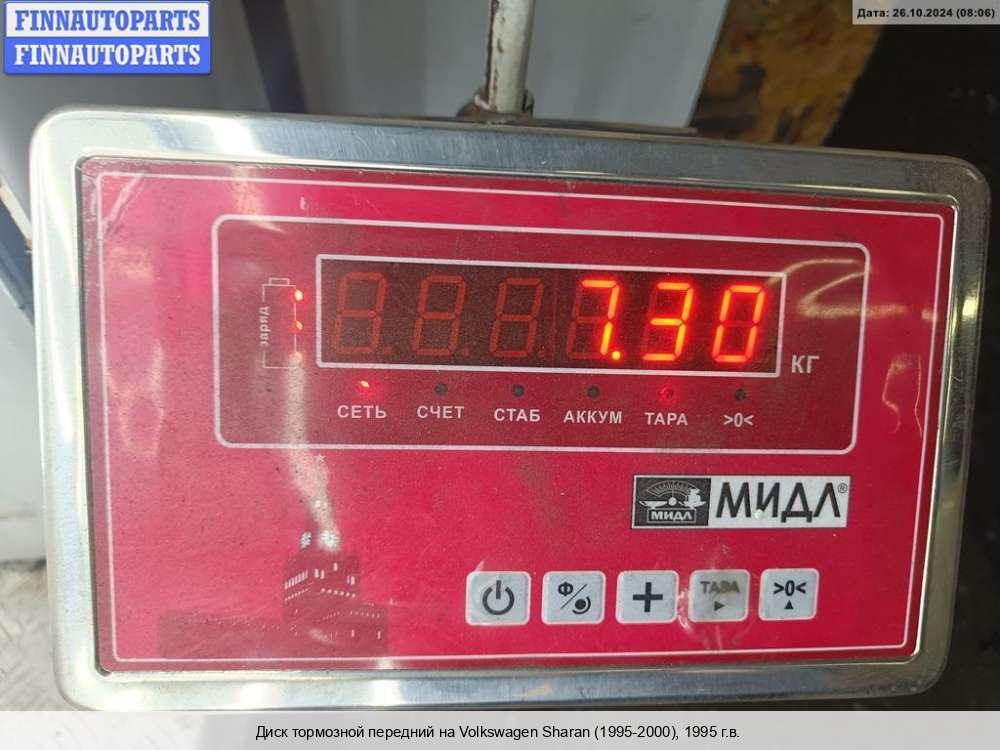 FINNAUTOPARTS
FINNAUTOPARTS
Дата: 26.10.2024 (08:06)
заряд
7.30
КГ
СЕТЬ СЧЕТ СТАБ АККУМ ТАРА >0<
МИДЛ МИДЛ®
Ф ТАРА >0<
Диск тормозной передний на Volkswagen Sharan (1995-2000), 1995 г.в.